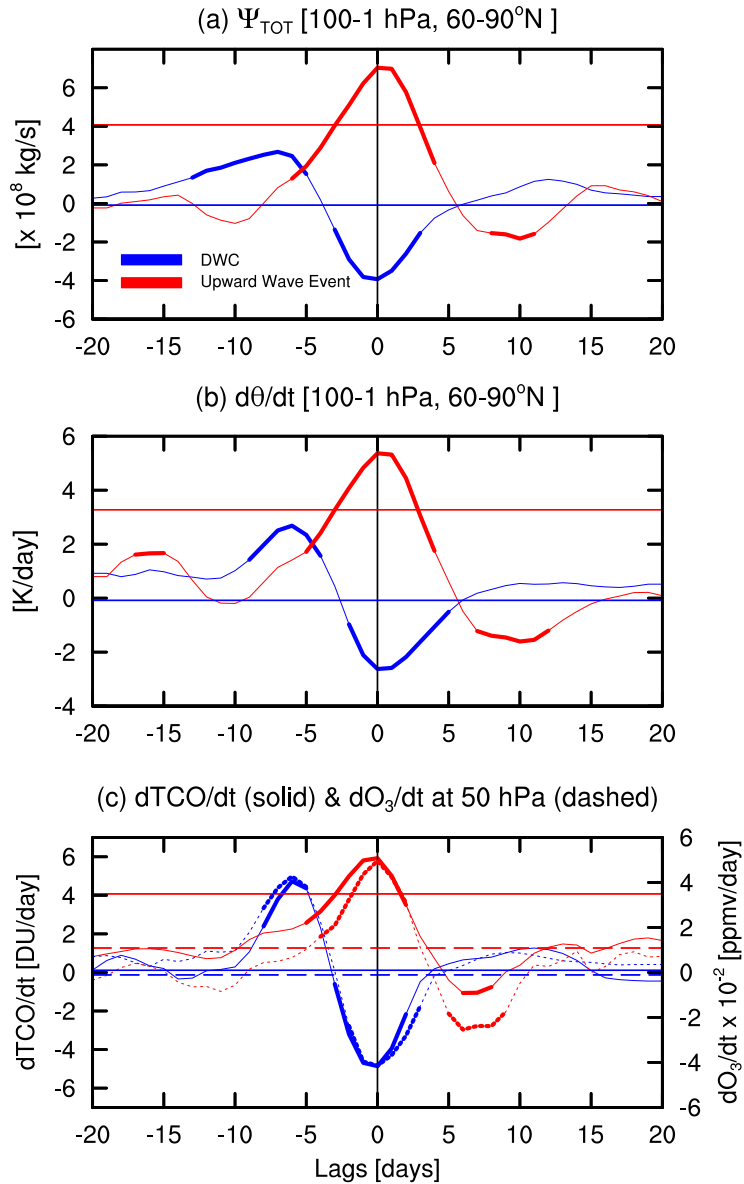 (a) Ψ_TOT [100-1 hPa, 60-90°N ]
[x 10^8 kg/s]
6
4
2
0
-2
-4
-6
DWC
Upward Wave Event
-20 -15 -10 -5 0 5 10 15 20
(b) dθ/dt [100-1 hPa, 60-90°N ]
[K/day]
6
4
2
0
-2
-4
-20 -15 -10 -5 0 5 10 15 20
(c) dTCO/dt (solid) & dO_3/dt at 50 hPa (dashed)
dTCO/dt [DU/day]
6
4
2
0
-2
-4
-6
6
4
2
0
-2
-4
-6
dO_3/dt x 10^-2 [ppmv/day]
-20 -15 -10 -5 0 5 10 15 20
Lags [days]